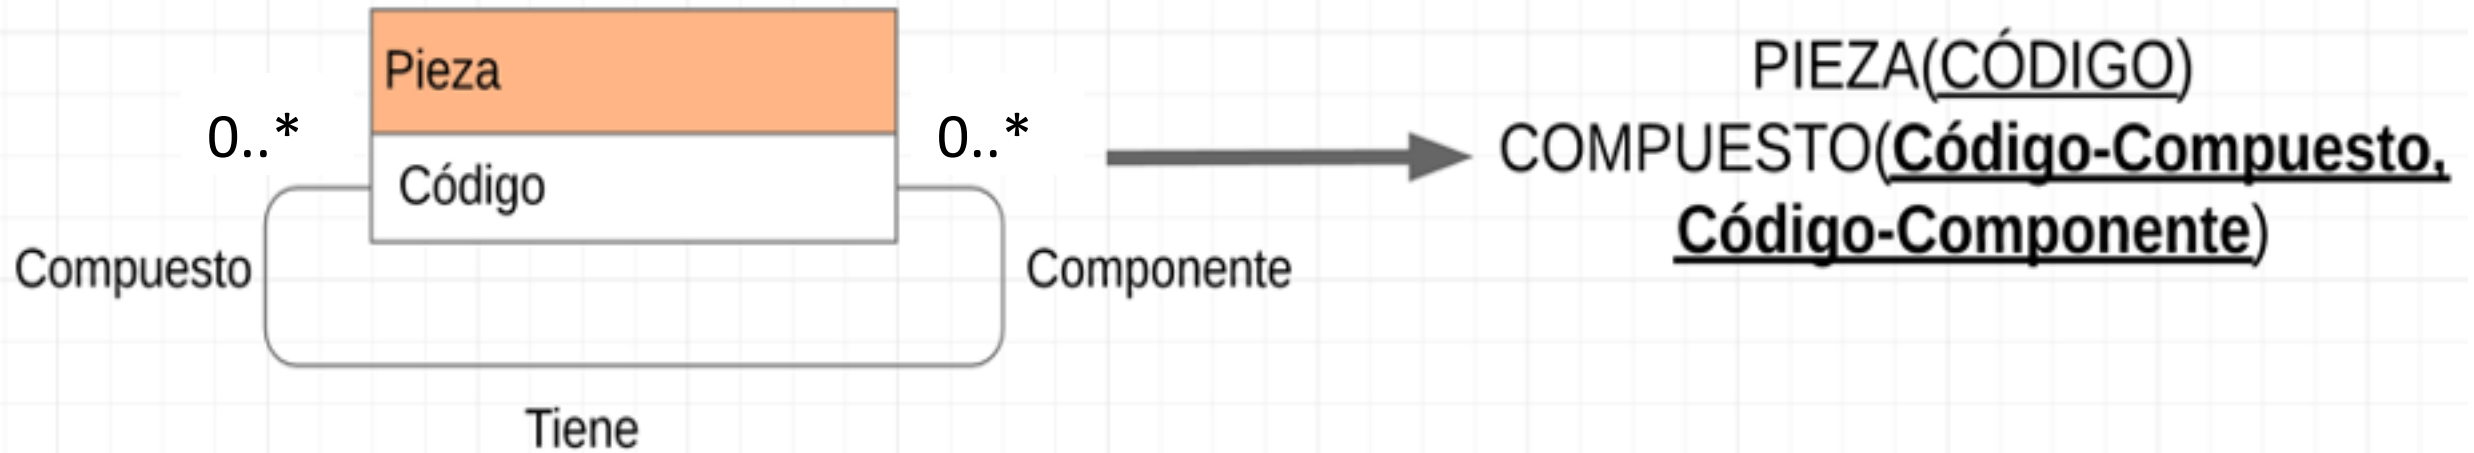 Pieza
0..*
0..*
Código
Compuesto
Componente
Tiene
PIEZA(CÓDIGO)
COMPUESTO(Código-Compuesto,
Código-Componente)